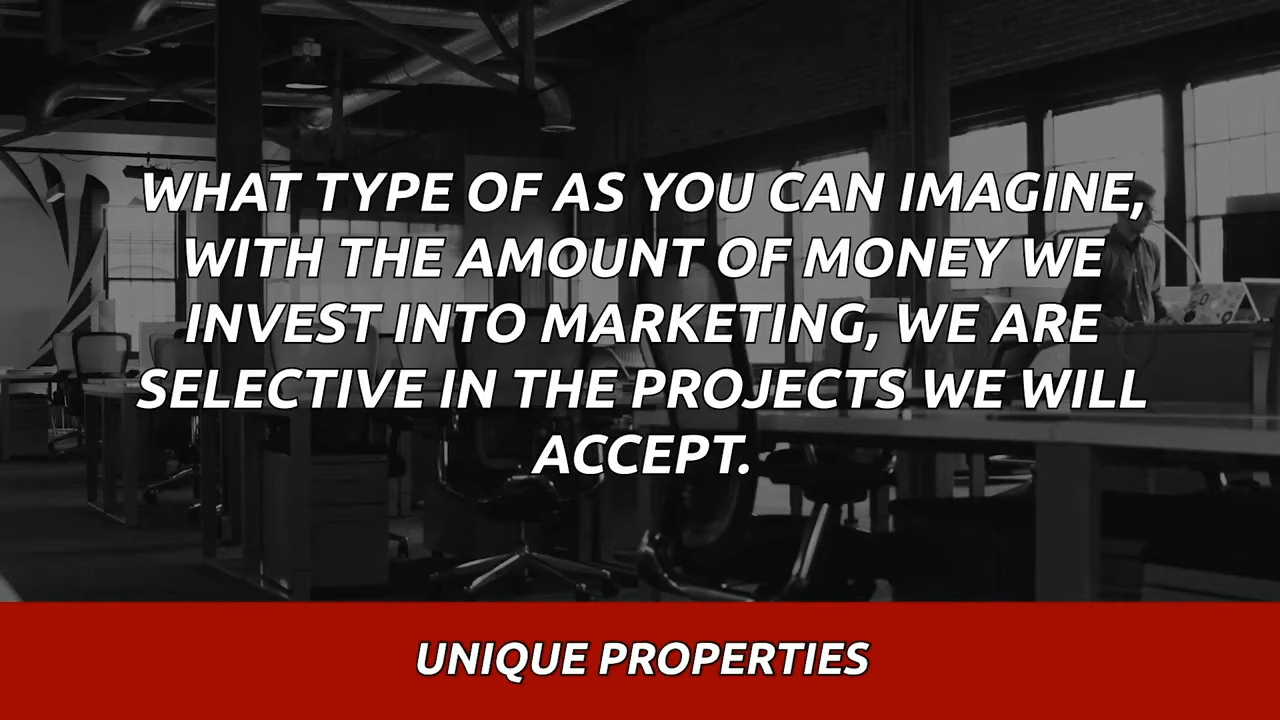 WHAT TYPE OF AS YOU CAN IMAGINE,
WITH THE AMOUNT OF MONEY WE
INVEST INTO MARKETING, WE ARE
SELECTIVE IN THE PROJECTS WE WILL
ACCEPT.
UNIQUE PROPERTIES